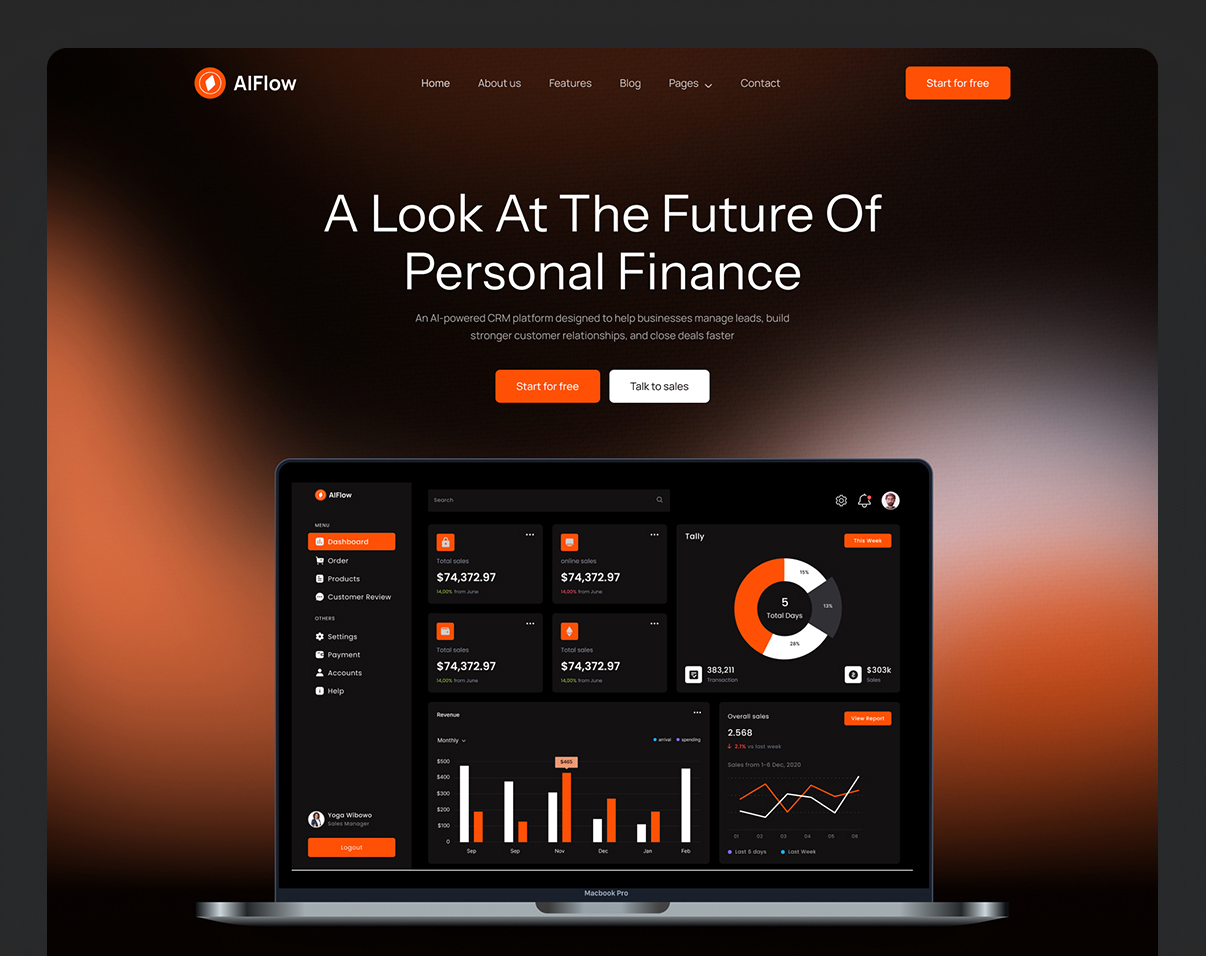 AIFlow
Home About us Features Blog Pages Contact
Start for free
A Look At The Future Of
Personal Finance
An AI-powered CRM platform designed to help businesses manage leads, build
stronger customer relationships, and close deals faster
Start for free
Talk to sales
AIFlow
MENU
Dashboard
Order
Products
Customer Review
OTHERS
Settings
Payment
Accounts
Help
Yoga Wibowo
Sales Manager
Logout
Search
Total sales
$74,372.97
14,00% from June
online sales
$74,372.97
14,00% from June
Total sales
$74,372.97
14,00% from June
Total sales
$74,372.97
14,00% from June
Tally
This Week
15%
13%
28%
5
Total Days
383,211
Transaction
$303k
Sales
Revenue
Monthly
arrival spending
$500
$400
$300
$200
$100
0
$465
Sep Sep Nov Dec Jan Feb
Overall sales
View Report
2.568
2.1% vs last week
Sales from 1-6 Dec, 2020
01 02 03 04 05 06
Last 6 days Last Week
Macbook Pro